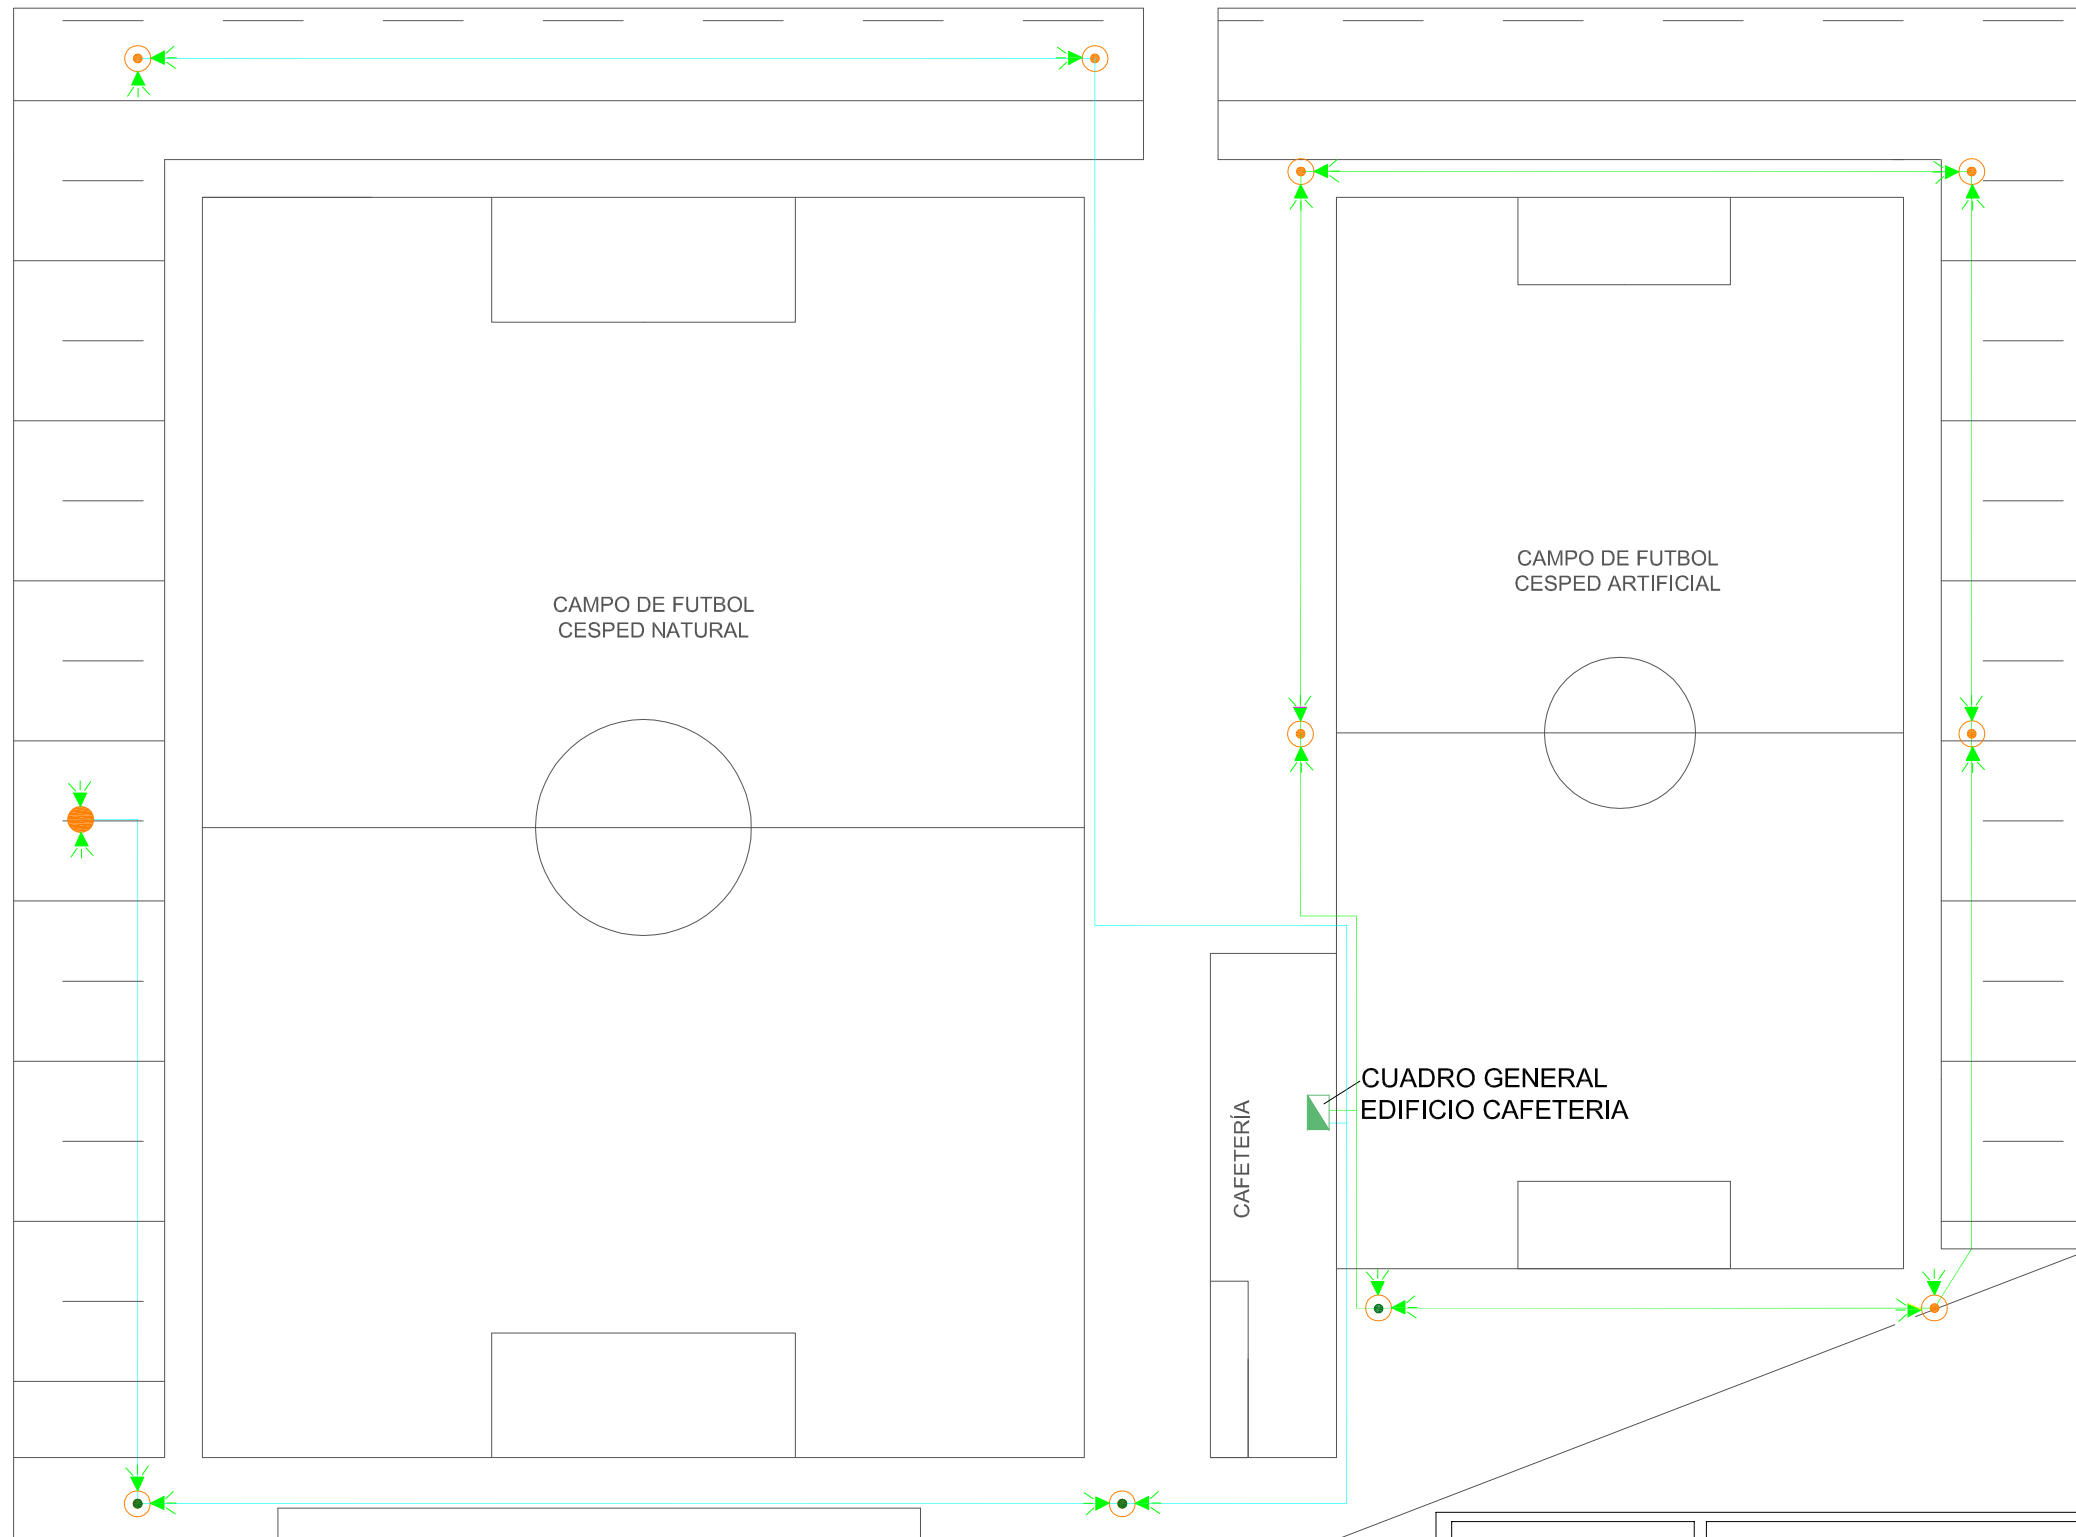 CAMPO DE FUTBOL
CESPED NATURAL
CAMPO DE FUTBOL
CESPED ARTIFICIAL
CUADRO GENERAL
EDIFICIO CAFETERIA
CAFETERÍA